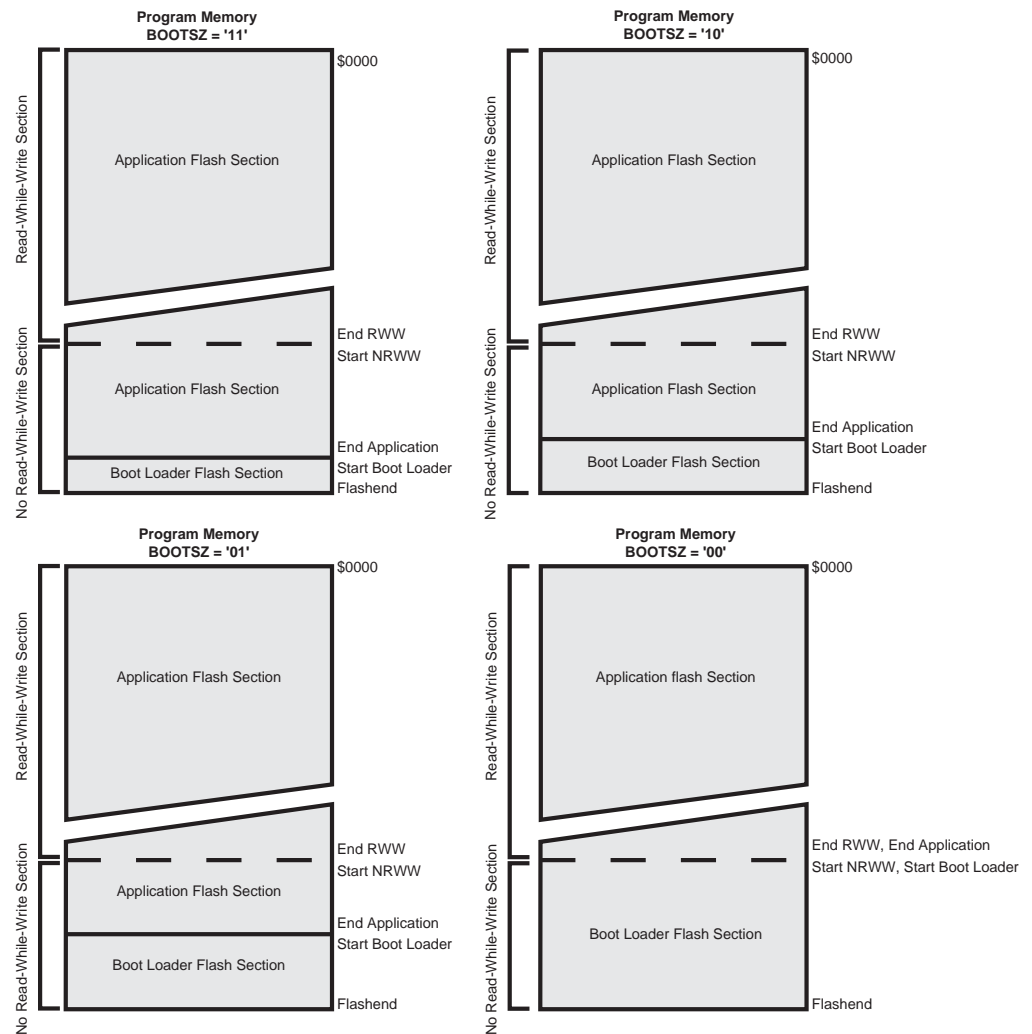 Program Memory
BOOTSZ = '11'
$0000
Read-While-Write Section
Application Flash Section
End RWW
Start NRWW
No Read-While-Write Section
Application Flash Section
End Application
Start Boot Loader
Boot Loader Flash Section
Flashend
Program Memory
BOOTSZ = '10'
$0000
Read-While-Write Section
Application Flash Section
End RWW
Start NRWW
No Read-While-Write Section
Application Flash Section
End Application
Start Boot Loader
Boot Loader Flash Section
Flashend
Program Memory
BOOTSZ = '01'
$0000
Read-While-Write Section
Application Flash Section
End RWW
Start NRWW
No Read-While-Write Section
Application Flash Section
End Application
Start Boot Loader
Boot Loader Flash Section
Flashend
Program Memory
BOOTSZ = '00'
$0000
Read-While-Write Section
Application flash Section
End RWW, End Application
Start NRWW, Start Boot Loader
No Read-While-Write Section
Boot Loader Flash Section
Flashend